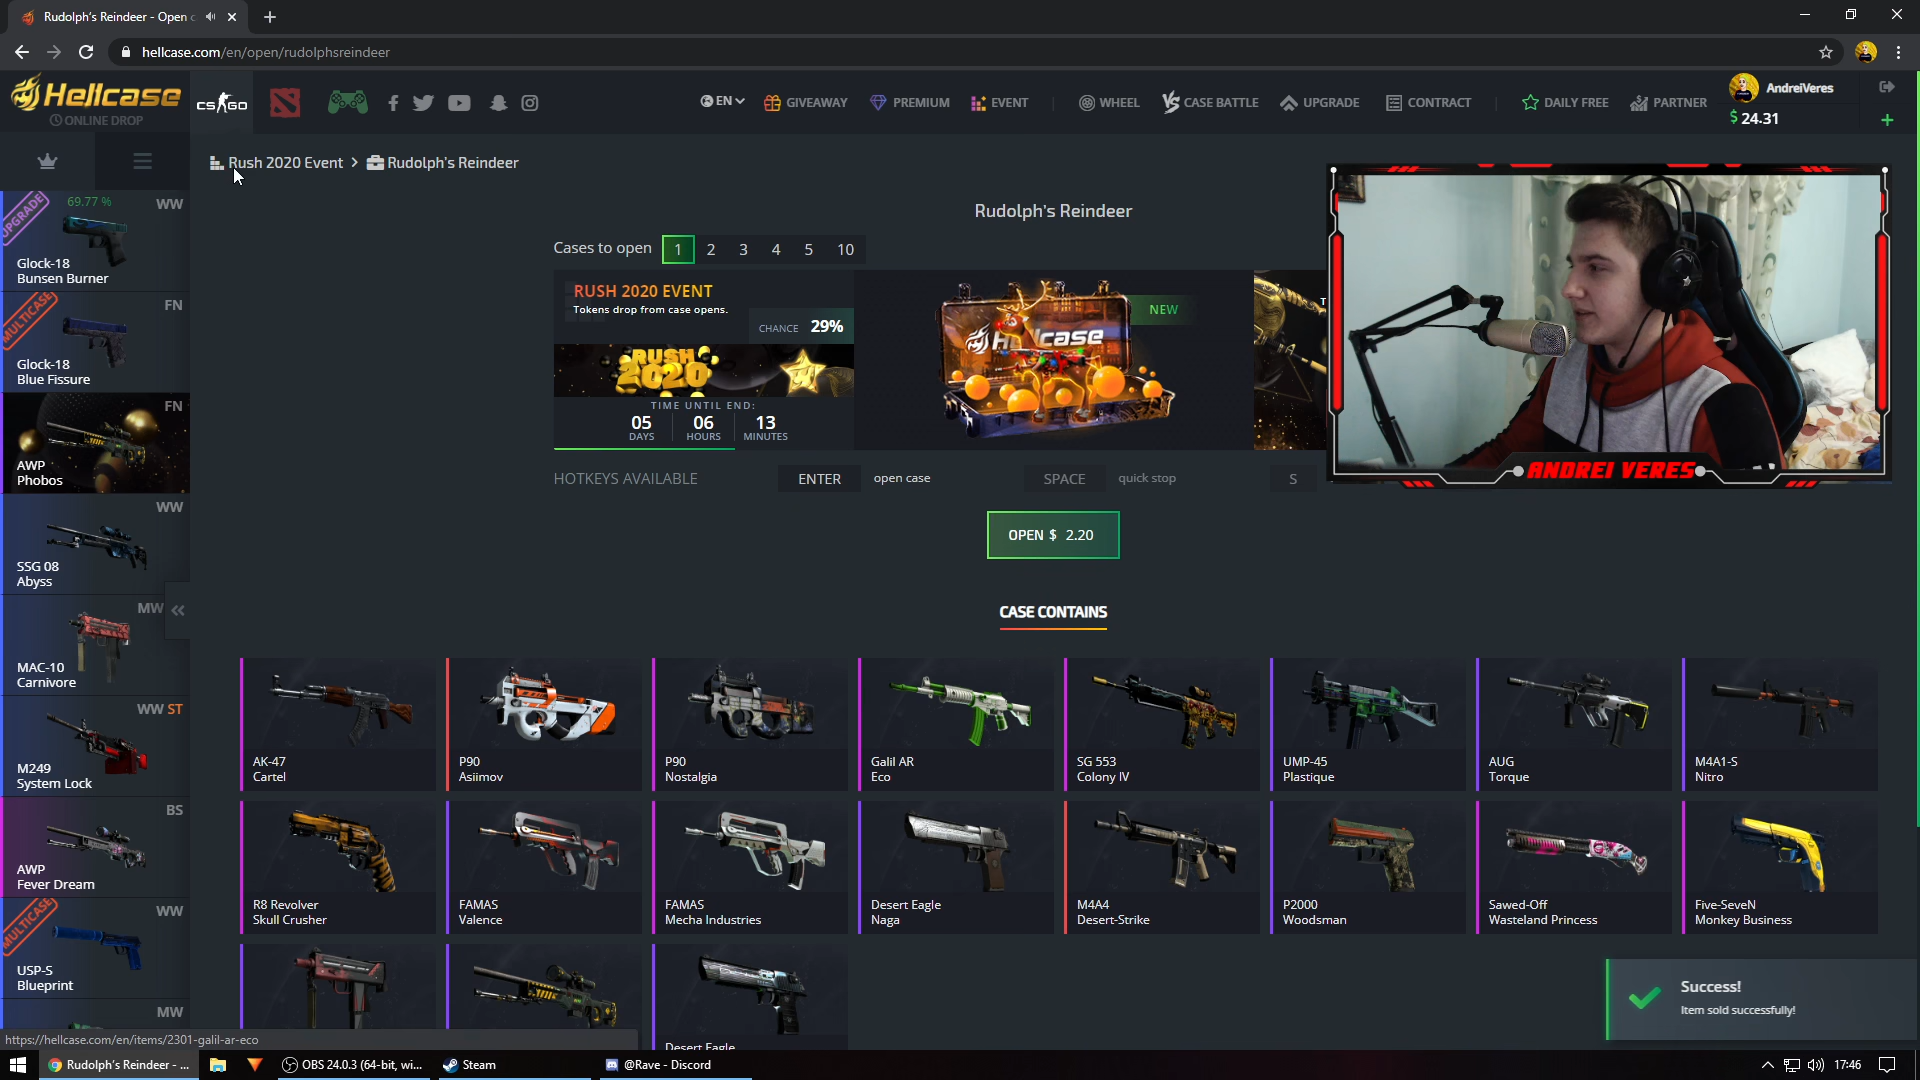 Rudolph's Reindeer - Open c
hellcase.com/en/open/rudolphsreindeer
Hellcase
ONLINE DROP
CS:GO
EN
GIVEAWAY
PREMIUM
EVENT
WHEEL
VS CASE BATTLE
UPGRADE
CONTRACT
DAILY FREE
PARTNER
AndreiVeres
$ 24.31
Rush 2020 Event > Rudolph's Reindeer
UPGRADE
69.77 %
WW
Glock-18
Bunsen Burner
MULTICASE
FN
Glock-18
Blue Fissure
FN
AWP
Phobos
WW
SSG 08
Abyss
MW
MAC-10
Carnivore
WW ST
M249
System Lock
BS
AWP
Fever Dream
MULTICASE
WW
USP-S
Blueprint
MW
Rudolph's Reindeer
Cases to open 1 2 3 4 5 10
RUSH 2020 EVENT
Tokens drop from case opens.
CHANCE 29%
RUSH
2020
TIME UNTIL END:
05 06 13
DAYS HOURS MINUTES
NEW
HOTKEYS AVAILABLE
ENTER open case
SPACE quick stop
S
ANDREI VERES
OPEN $ 2.20
CASE CONTAINS
AK-47
Cartel
P90
Asiimov
P90
Nostalgia
Galil AR
Eco
SG 553
Colony IV
UMP-45
Plastique
AUG
Torque
M4A1-S
Nitro
R8 Revolver
Skull Crusher
FAMAS
Valence
FAMAS
Mecha Industries
Desert Eagle
Naga
M4A4
Desert-Strike
P2000
Woodsman
Sawed-Off
Wasteland Princess
Five-SeveN
Monkey Business
Desert Eagle
Success!
Item sold successfully!
https://hellcase.com/en/items/2301-galil-ar-eco
Rudolph's Reindeer - ...
OBS 24.0.3 (64-bit, wi...
Steam
@Rave - Discord
17:46